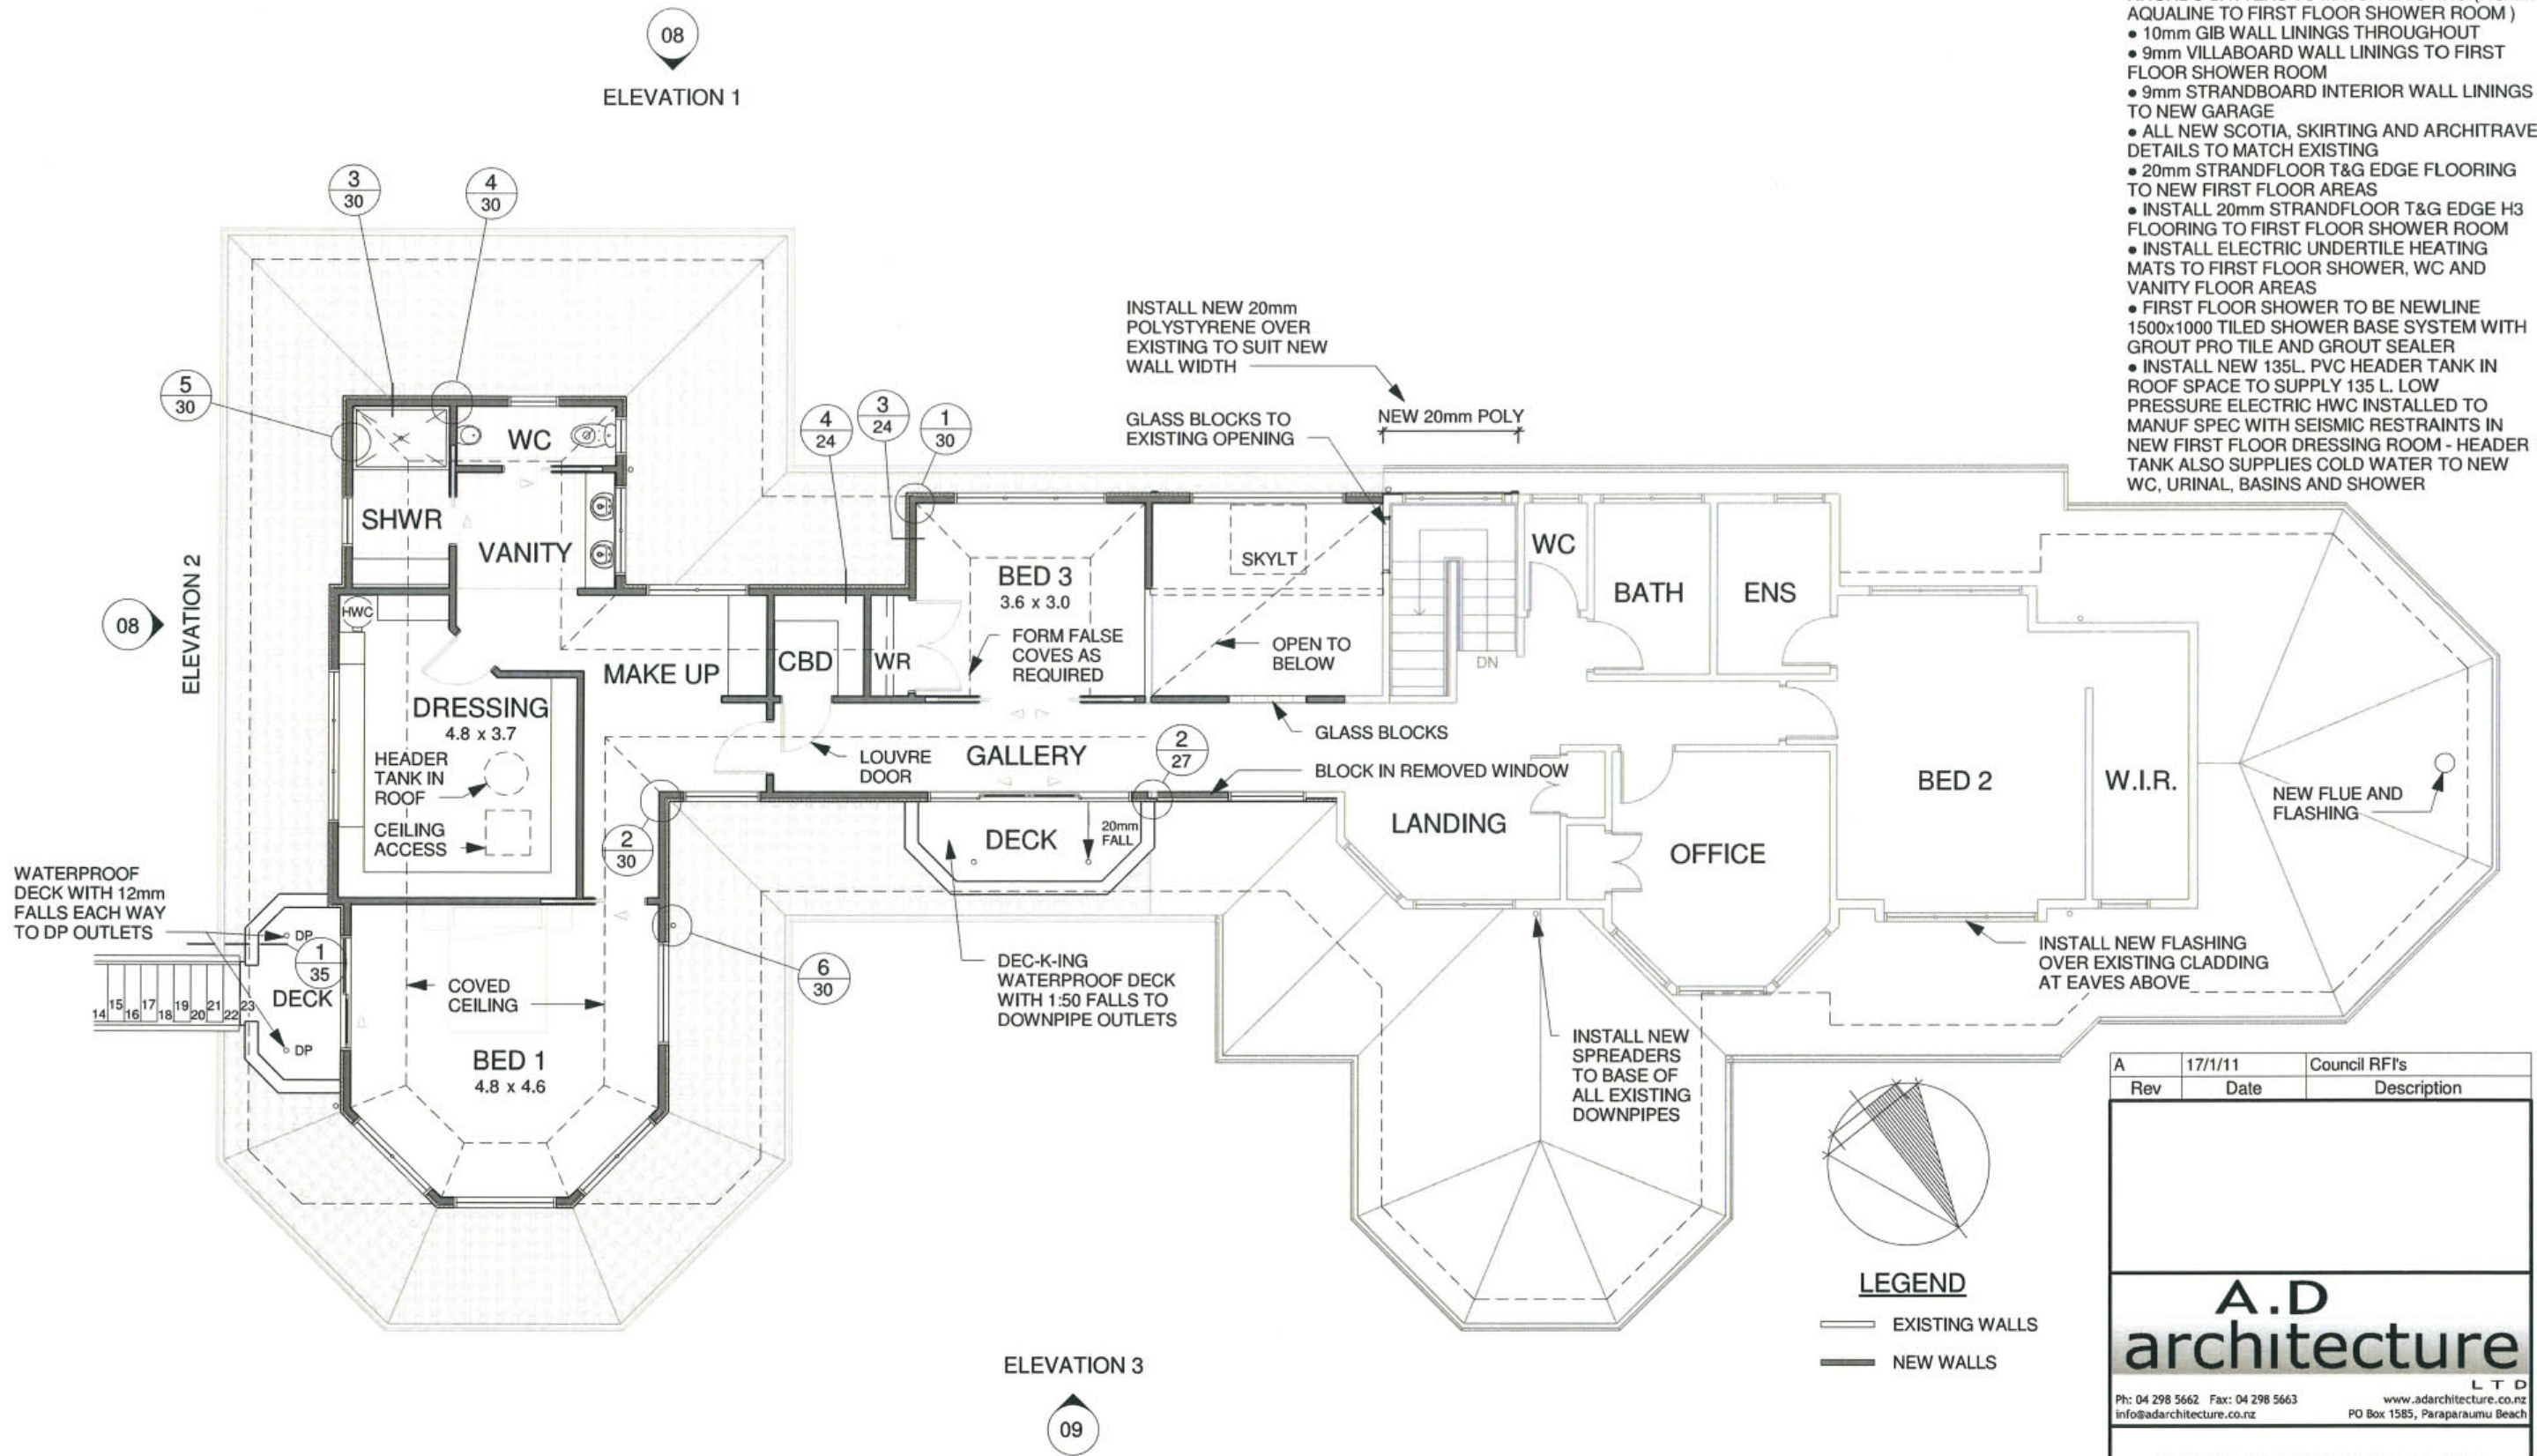 08
ELEVATION 1
AQUALINE TO FIRST FLOOR SHOWER ROOM )
• 10mm GIB WALL LININGS THROUGHOUT
• 9mm VILLABOARD WALL LININGS TO FIRST
FLOOR SHOWER ROOM
• 9mm STRANDBOARD INTERIOR WALL LININGS
TO NEW GARAGE
• ALL NEW SCOTIA, SKIRTING AND ARCHITRAVE
DETAILS TO MATCH EXISTING
• 20mm STRANDFLOOR T&G EDGE FLOORING
TO NEW FIRST FLOOR AREAS
• INSTALL 20mm STRANDFLOOR T&G EDGE H3
FLOORING TO FIRST FLOOR SHOWER ROOM
• INSTALL ELECTRIC UNDERTILE HEATING
MATS TO FIRST FLOOR SHOWER, WC AND
VANITY FLOOR AREAS
• FIRST FLOOR SHOWER TO BE NEWLINE
1500x1000 TILED SHOWER BASE SYSTEM WITH
GROUT PRO TILE AND GROUT SEALER
• INSTALL NEW 135L. PVC HEADER TANK IN
ROOF SPACE TO SUPPLY 135 L. LOW
PRESSURE ELECTRIC HWC INSTALLED TO
MANUF SPEC WITH SEISMIC RESTRAINTS IN
NEW FIRST FLOOR DRESSING ROOM - HEADER
TANK ALSO SUPPLIES COLD WATER TO NEW
WC, URINAL, BASINS AND SHOWER
3
30
4
30
5
30
INSTALL NEW 20mm
POLYSTYRENE OVER
EXISTING TO SUIT NEW
WALL WIDTH
GLASS BLOCKS TO
EXISTING OPENING
NEW 20mm POLY
4
24
3
24
1
30
WC
SHWR
VANITY
08
ELEVATION 2
HWC
MAKE UP
CBD
WR
BED 3
3.6 x 3.0
FORM FALSE
COVES AS
REQUIRED
SKYLT
OPEN TO
BELOW
DN
WC
BATH
ENS
DRESSING
4.8 x 3.7
HEADER
TANK IN
ROOF
CEILING
ACCESS
LOUVRE
DOOR
GALLERY
2
27
GLASS BLOCKS
BLOCK IN REMOVED WINDOW
2
30
DECK
20mm
FALL
LANDING
OFFICE
BED 2
W.I.R.
NEW FLUE AND
FLASHING
WATERPROOF
DECK WITH 12mm
FALLS EACH WAY
TO DP OUTLETS
DP
1
35
DECK
DP
14
15
16
17
18
19
20
21
22
23
COVED
CEILING
BED 1
4.8 x 4.6
6
30
DEC-K-ING
WATERPROOF DECK
WITH 1:50 FALLS TO
DOWNPIPE OUTLETS
INSTALL NEW
SPREADERS
TO BASE OF
ALL EXISTING
DOWNPIPES
INSTALL NEW FLASHING
OVER EXISTING CLADDING
AT EAVES ABOVE
LEGEND
EXISTING WALLS
NEW WALLS
ELEVATION 3
09
A 17/1/11 Council RFI's
Rev Date Description
A.D
architecture
LTD
Ph: 04 298 5662 Fax: 04 298 5663 www.adarchitecture.co.nz
info@adarchitecture.co.nz PO Box 1585, Paraparaumu Beach